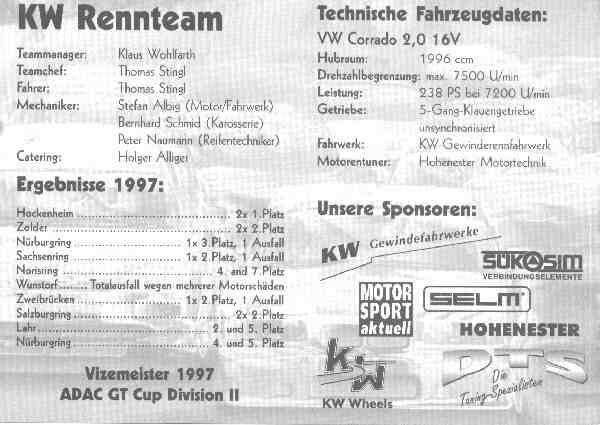 KW Rennteam
Teammanager: Klaus Wohlfarth
Teamchef: Thomas Stingl
Fahrer: Thomas Stingl
Mechaniker: Stefan Albig (Motor/Fahrwerk)
Bernhard Schmid (Karosserie)
Peter Naumann (Reifentechniker)
Catering: Holger Alliger
Ergebnisse 1997:
Hockenheim ........ 2x 1.Platz
Zolder ........ 2x 2.Platz
Nürburgring ........ 1x 3.Platz, 1 Ausfall
Sachsenring ........ 1x 2.Platz, 1 Ausfall
Norisring ........ 4. und 7.Platz
Wunstorf ........ Totalausfall wegen mehrerer Motorschäden
Zweibrücken ........ 1x 2.Platz, 1 Ausfall
Salzburgring ........ 2x 2.Platz
Lahr ........ 2. und 5. Platz
Nürburgring ........ 4. und 5. Platz
Vizemeister 1997
ADAC GT Cup Division II
Technische Fahrzeugdaten:
VW Corrado 2,0 16V
Hubraum: 1996 ccm
Drehzahlbegrenzung: max. 7500 U/min
Leistung: 238 PS bei 7200 U/min
Getriebe: 5-Gang-Klauengetriebe
unsynchronisiert
Fahrwerk: KW Gewinderennfahrwerk
Motorentuner: Hohenester Motortechnik
Unsere Sponsoren:
KW Gewindefahrwerke
SÜKOSIM
VERBINDUNGSELEMENTE
MOTOR
SPORT
aktuell
SELM
HOHENESTER
KW
KW Wheels
DTS
Die
Tuning-Spezialisten